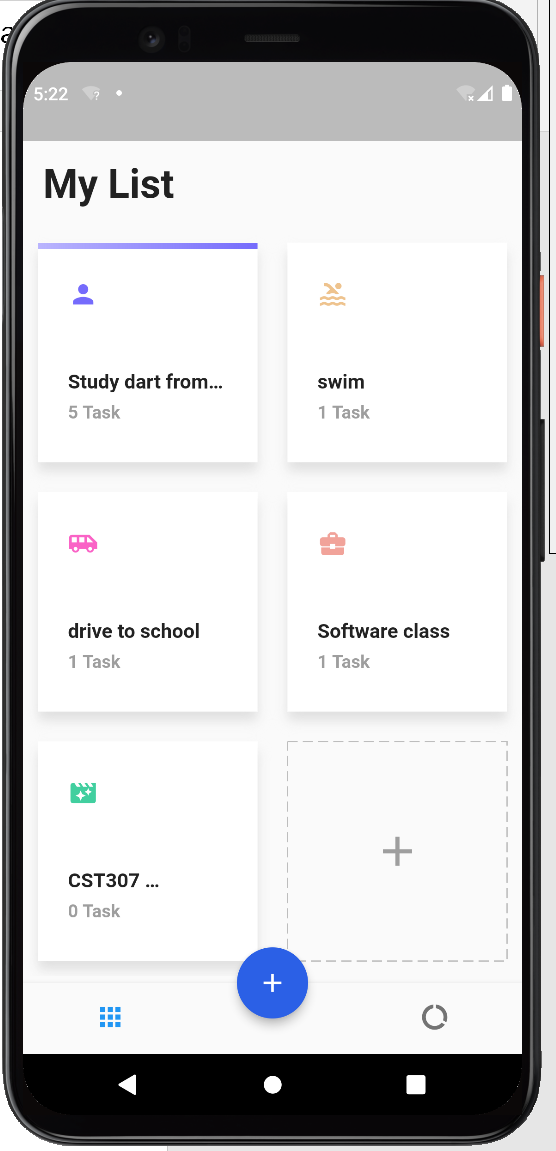 5:22
My List
Study dart from...
5 Task
swim
1 Task
drive to school
1 Task
Software class
1 Task
CST307 ...
0 Task